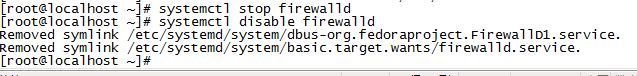 [root@localhost ~]# systemctl stop firewalld
[root@localhost ~]# systemctl disable firewalld
Removed symlink /etc/systemd/system/dbus-org.fedoraproject.FirewallD1.service.
Removed symlink /etc/systemd/system/basic.target.wants/firewalld.service.
[root@localhost ~]#